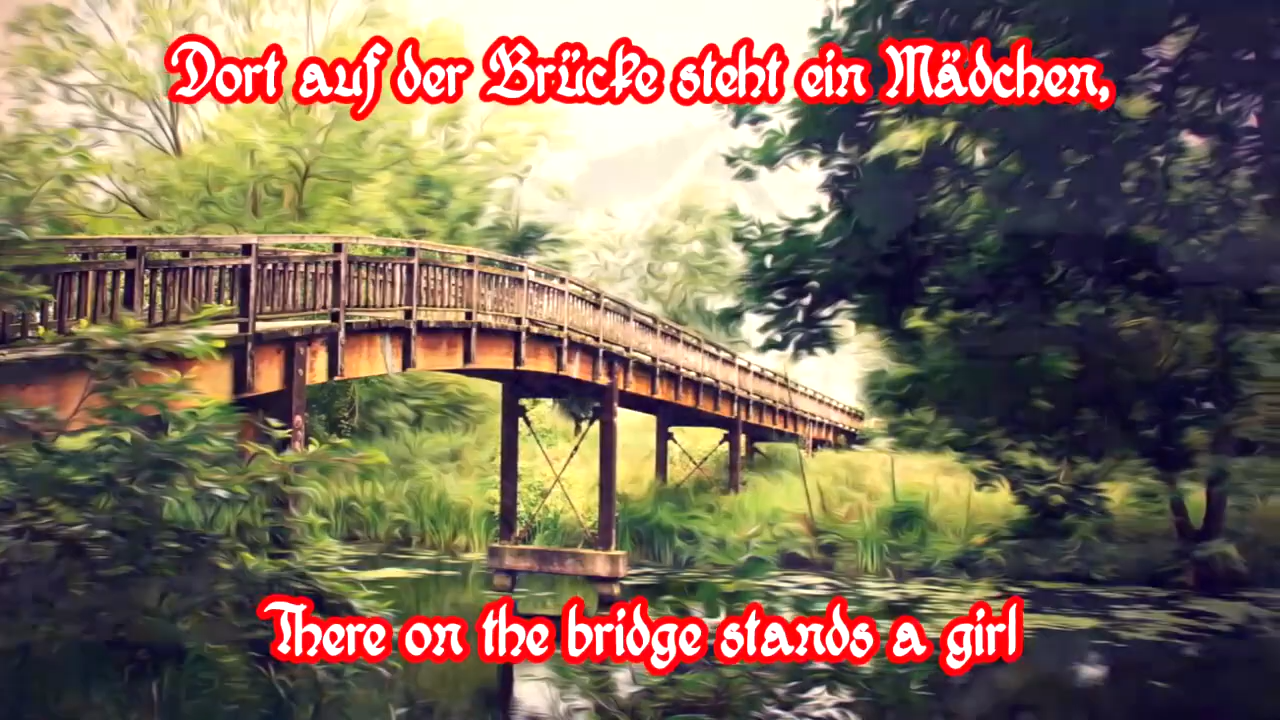 Dort auf der Brücke steht ein Mädchen,
There on the bridge stands a girl